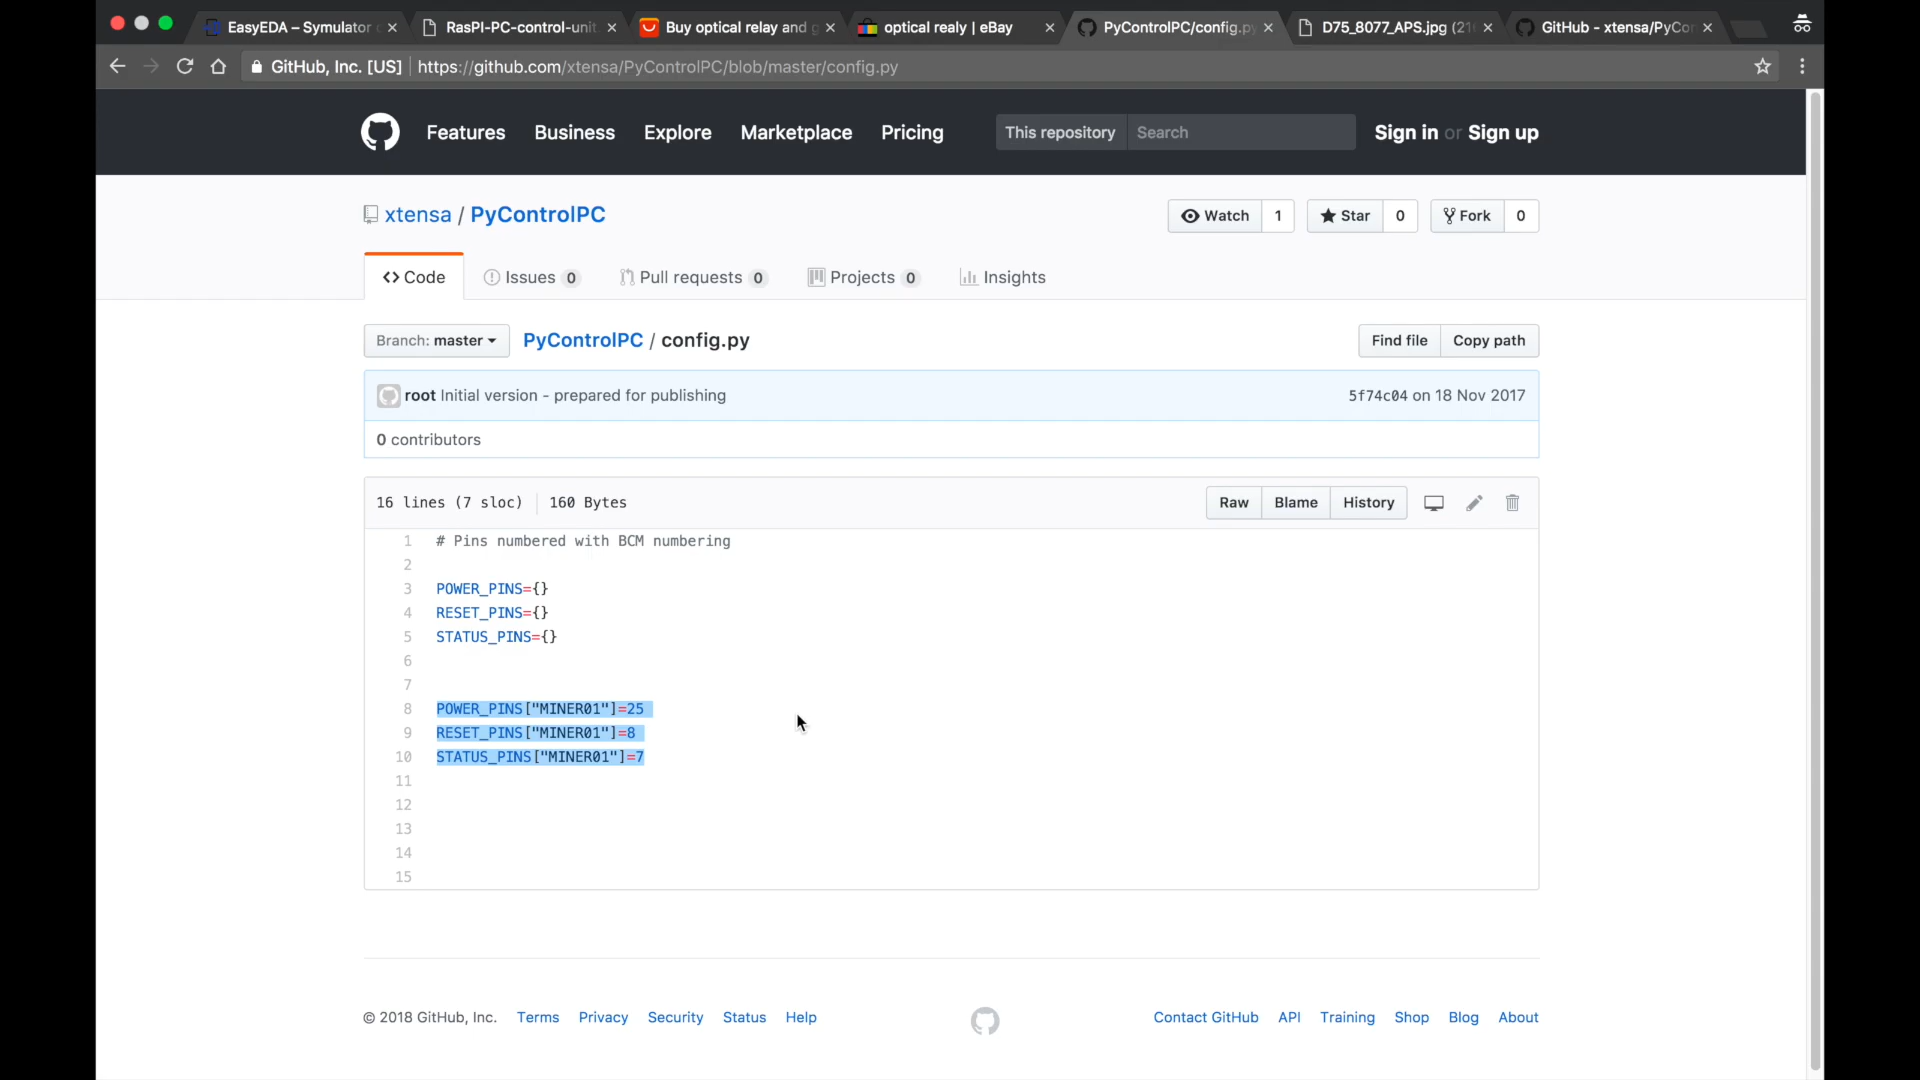 EasyEDA – Symulator
RasPI-PC-control-unit.
Buy optical relay and g
optical realy | eBay
PyControlPC/config.py
D75_8077_APS.jpg (21
GitHub - xtensa/PyCon
GitHub, Inc. [US]
https://github.com/xtensa/PyControlPC/blob/master/config.py
Features Business Explore Marketplace Pricing
This repository Search
Sign in or Sign up
xtensa / PyControlPC
Watch 1
Star 0
Fork 0
Code
Issues 0
Pull requests 0
Projects 0
Insights
Branch: master
PyControlPC / config.py
Find file Copy path
root Initial version - prepared for publishing
5f74c04 on 18 Nov 2017
0 contributors
16 lines (7 sloc) 160 Bytes
Raw Blame History
1 # Pins numbered with BCM numbering
2
3 POWER_PINS={}
4 RESET_PINS={}
5 STATUS_PINS={}
6
7
8 POWER_PINS["MINER01"]=25
9 RESET_PINS["MINER01"]=8
10 STATUS_PINS["MINER01"]=7
11
12
13
14
15
© 2018 GitHub, Inc. Terms Privacy Security Status Help
Contact GitHub API Training Shop Blog About